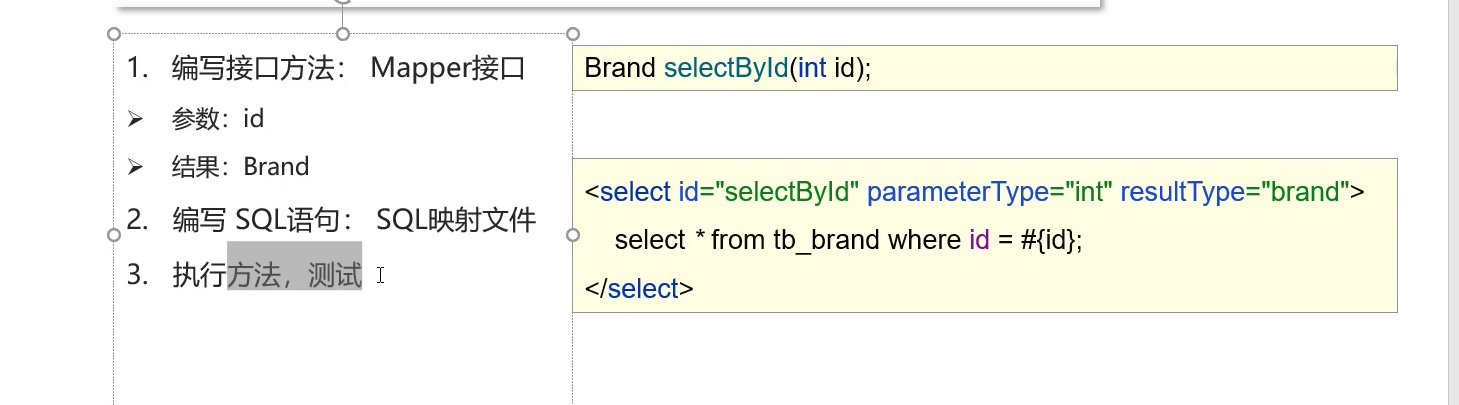 1. 编写接口方法： Mapper接口
➢ 参数：id
➢ 结果：Brand
2. 编写 SQL语句： SQL映射文件
3. 执行方法，测试
Brand selectById(int id);
<select id="selectById" parameterType="int" resultType="brand">
select * from tb_brand where id = #{id};
</select>